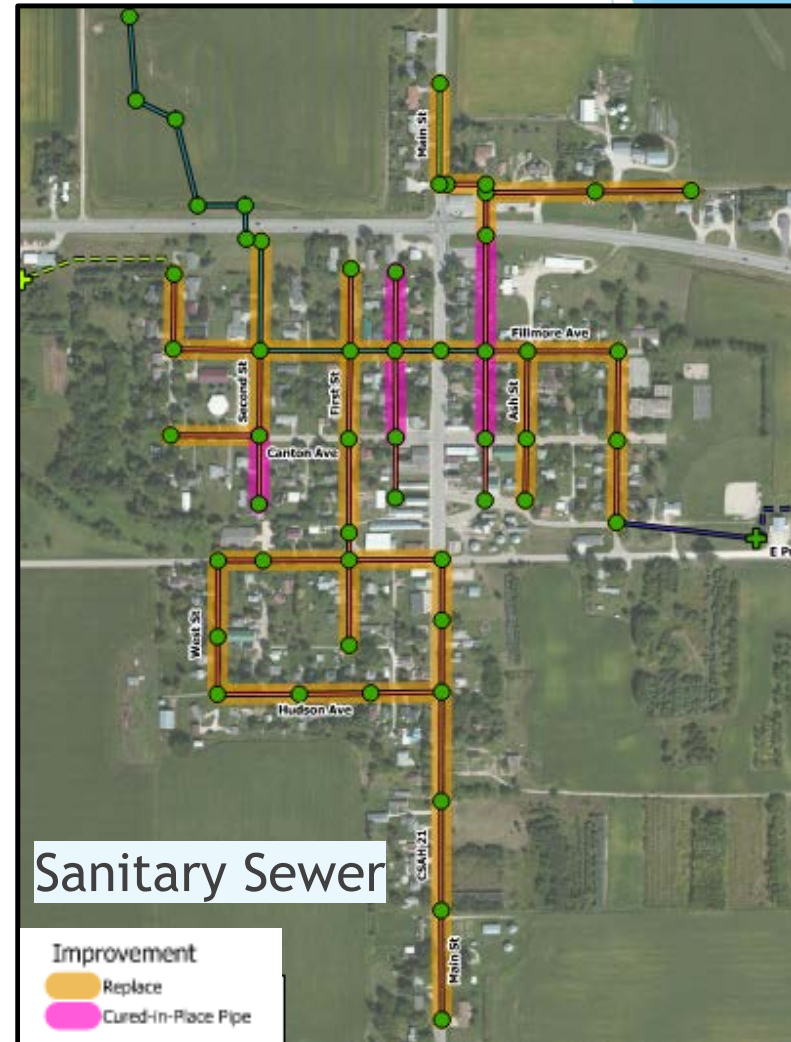 Main St
Fillmore Ave
Second St
First St
Ash St
Canton Ave
E P
West St
Hudson Ave
CSAH 21
Main St
Sanitary Sewer
Improvement
Replace
Cured-in-Place Pipe